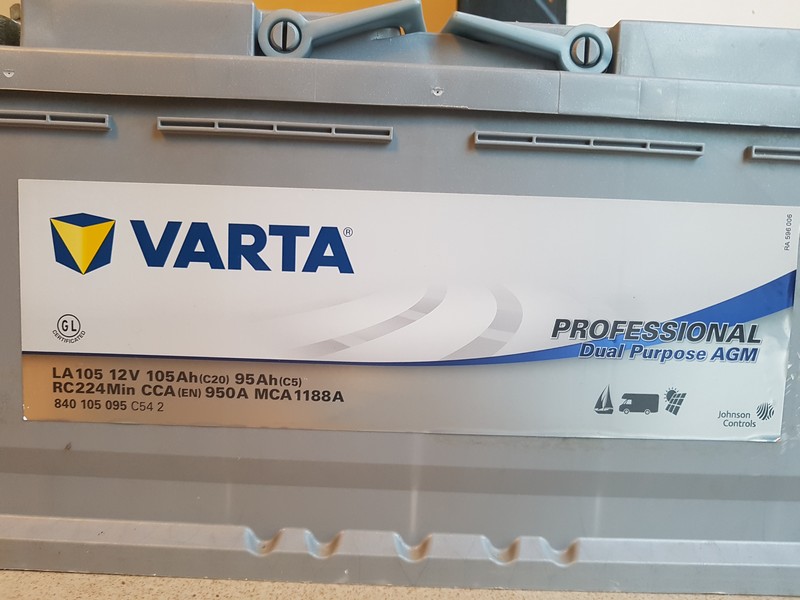 VARTA®
RA 596 006
GL
CERTIFICATED
PROFESSIONAL
Dual Purpose AGM
LA105 12V 105Ah(C20) 95Ah(C5)
RC224Min CCA(EN) 950A MCA1188A
840 105 095 C54 2
Johnson
Controls